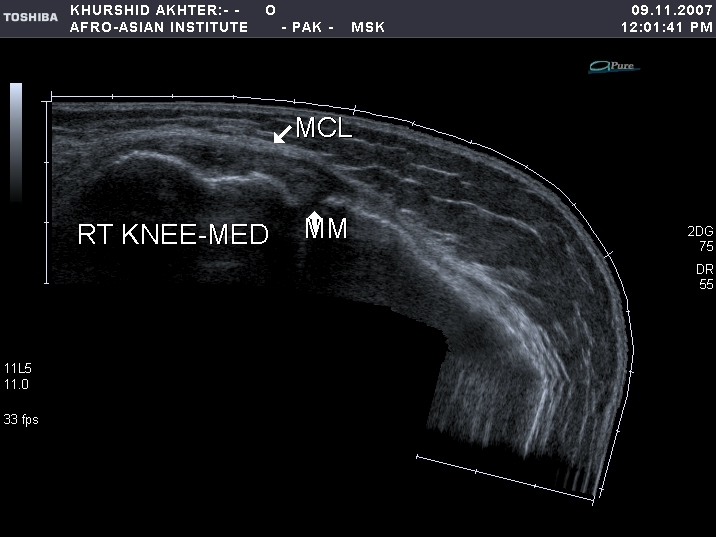 TOSHIBA
KHURSHID AKHTER:- - O
AFRO-ASIAN INSTITUTE - PAK - MSK
09.11.2007
12:01:41 PM
aPure
MCL
MM
RT KNEE-MED
2DG
75
DR
55
11L5
11.0
33 fps